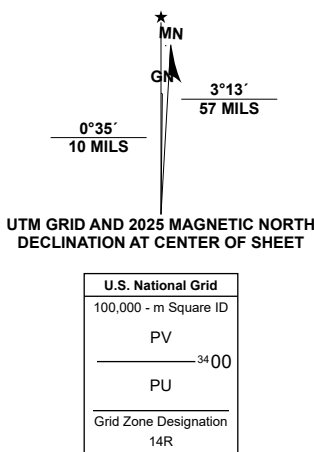 MN
GN
3°13´
57 MILS
0°35´
10 MILS
UTM GRID AND 2025 MAGNETIC NORTH
DECLINATION AT CENTER OF SHEET
U.S. National Grid
100,000 - m Square ID
PV
3400
PU
Grid Zone Designation
14R